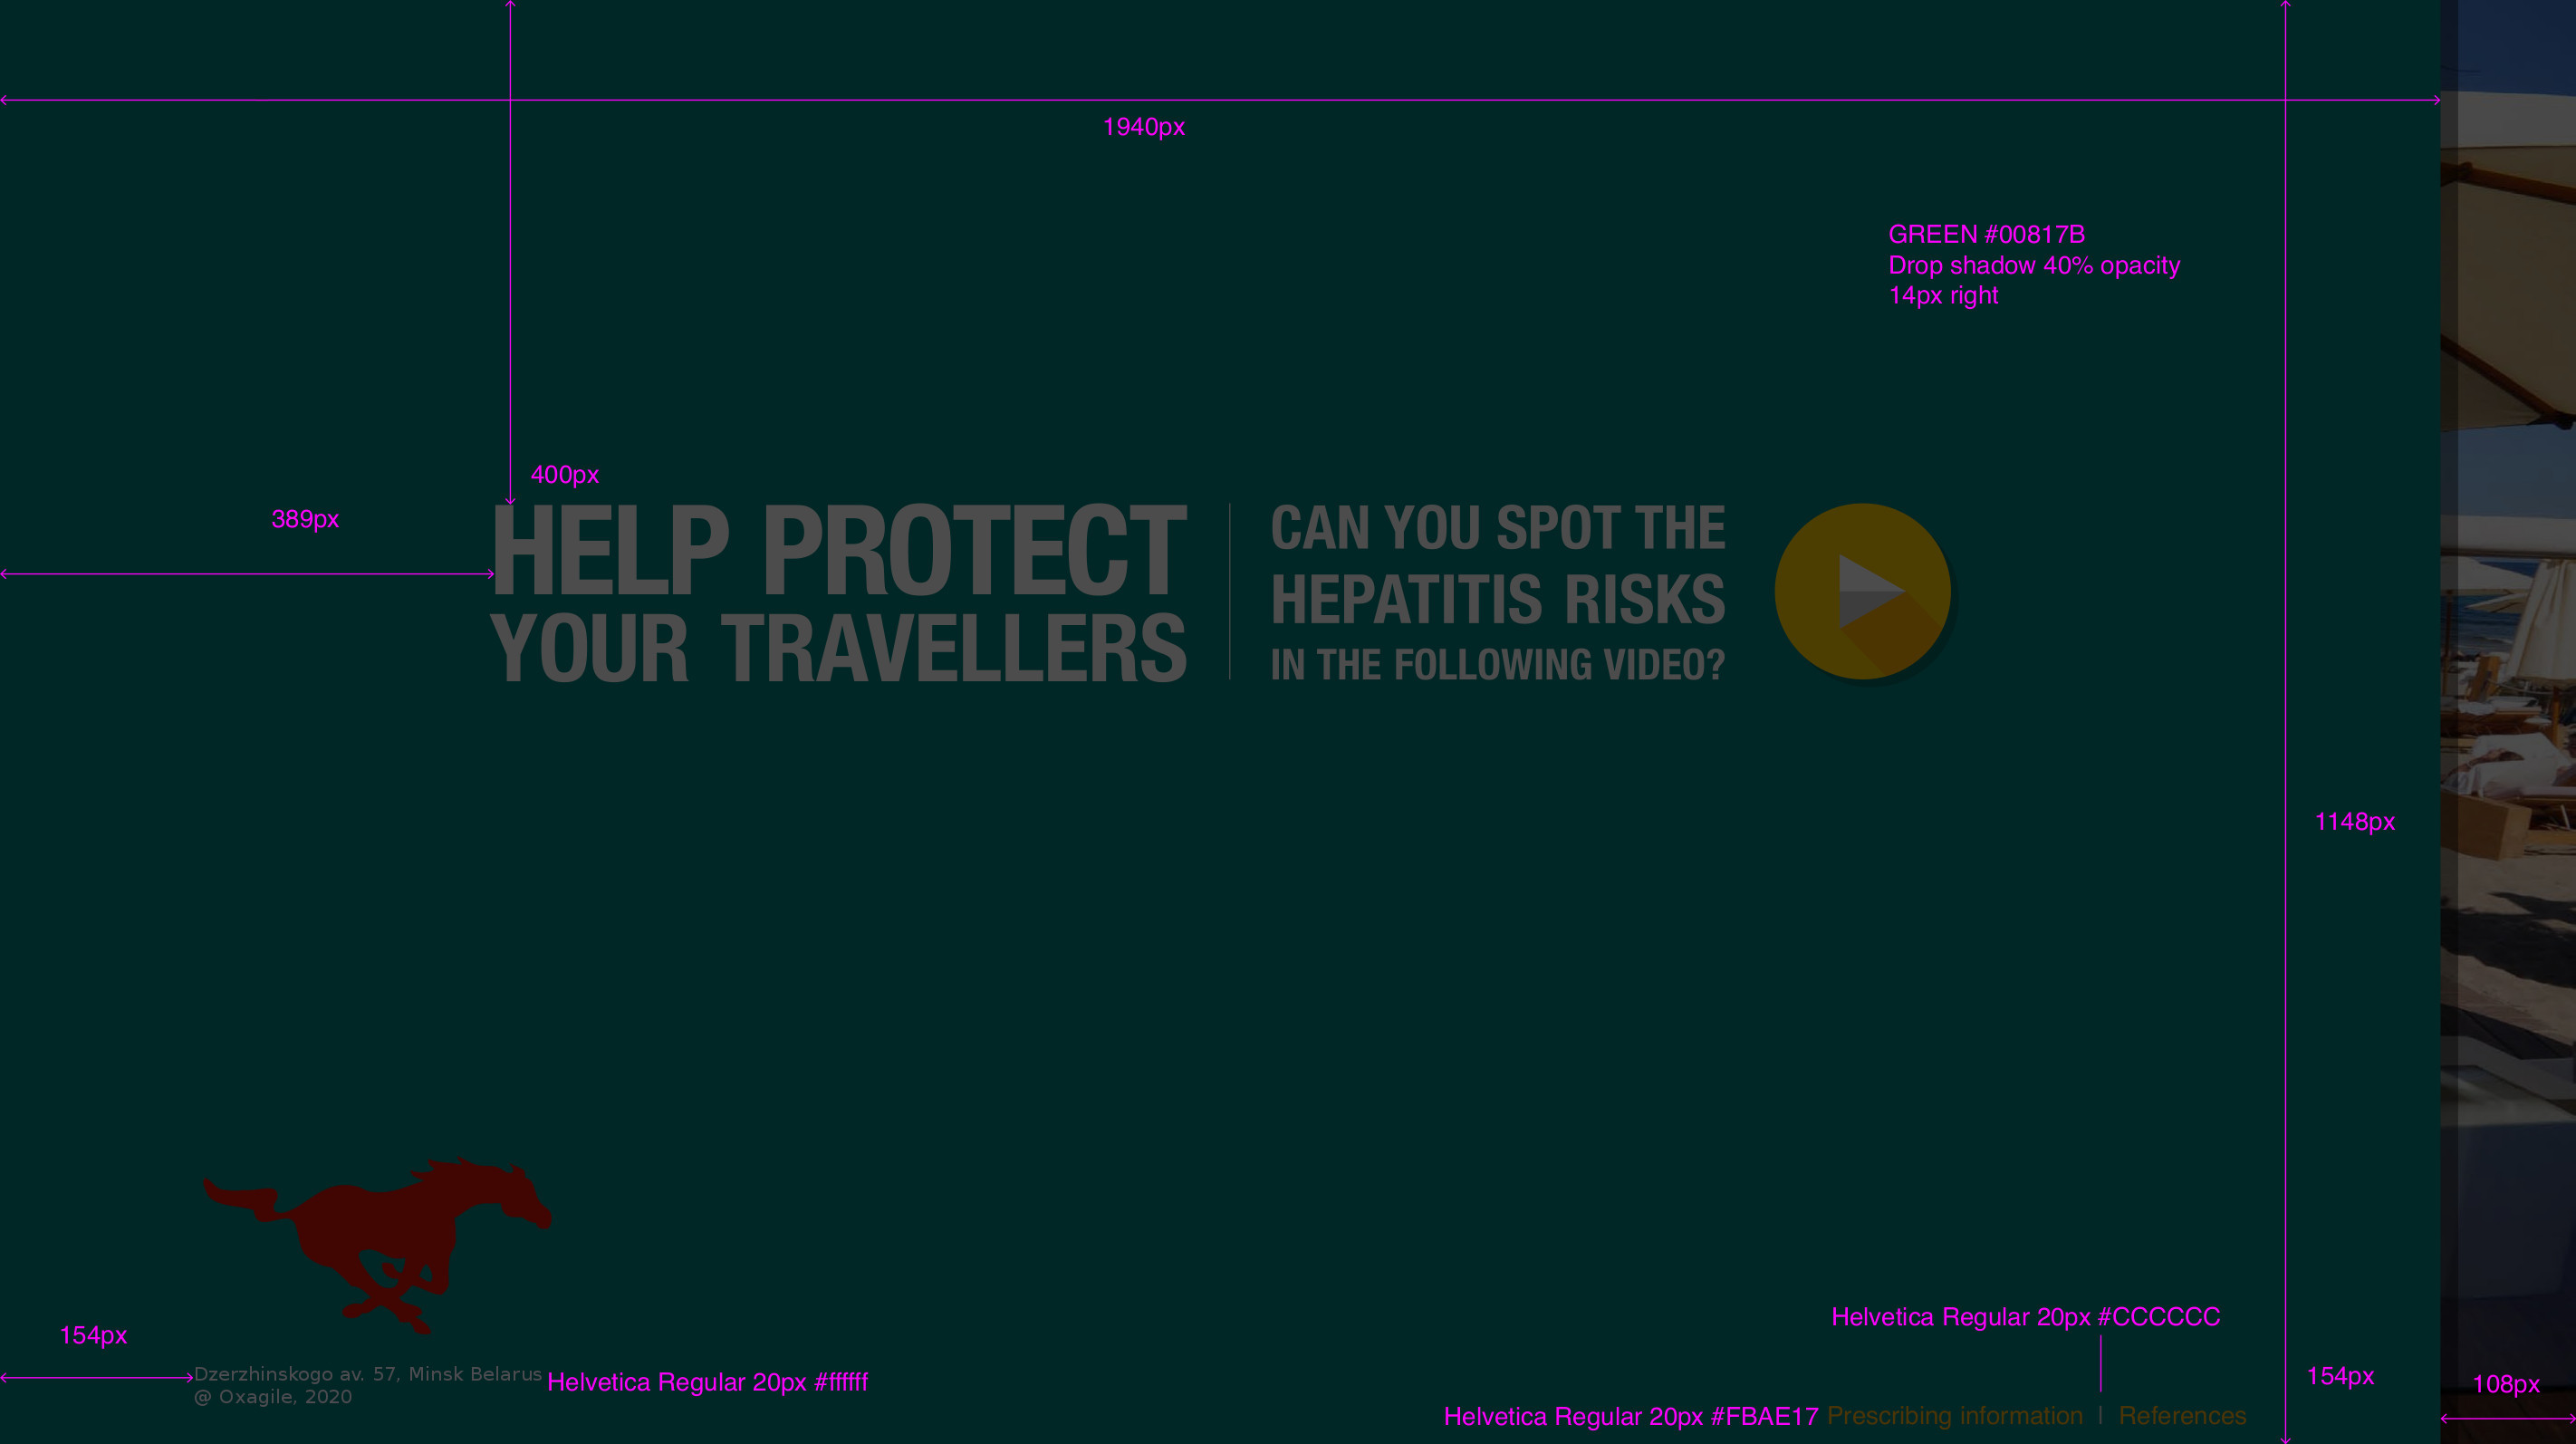 1940px
GREEN #00817B
Drop shadow 40% opacity
14px right
400px
389px
HELP PROTECT
YOUR TRAVELLERS
CAN YOU SPOT THE
HEPATITIS RISKS
IN THE FOLLOWING VIDEO?
1148px
Helvetica Regular 20px #CCCCCC
154px
Dzerzhinskogo av. 57, Minsk Belarus
@ Oxagile, 2020
Helvetica Regular 20px #ffffff
154px
108px
Helvetica Regular 20px #FBAE17
Prescribing information | References